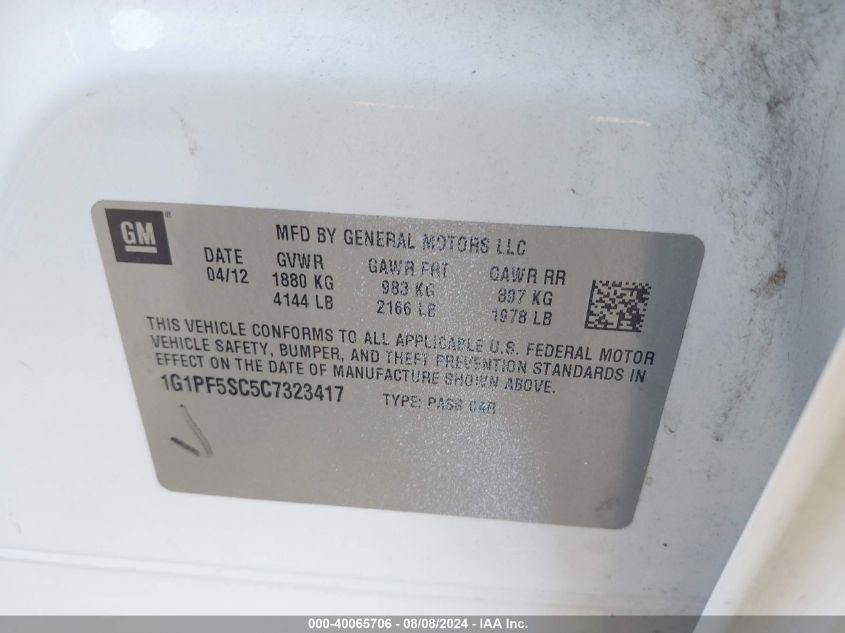 GM®
MFD BY GENERAL MOTORS LLC
DATE GVWR GAWR FRT GAWR RR
04/12 1880 KG 983 KG 897 KG
4144 LB 2166 LB 1978 LB
THIS VEHICLE CONFORMS TO ALL APPLICABLE U.S. FEDERAL MOTOR
VEHICLE SAFETY, BUMPER, AND THEFT PREVENTION STANDARDS IN
EFFECT ON THE DATE OF MANUFACTURE SHOWN ABOVE.
1G1PF5SC5C7323417 TYPE: PASS CAR
000-40065706 - 08/08/2024 - IAA Inc.